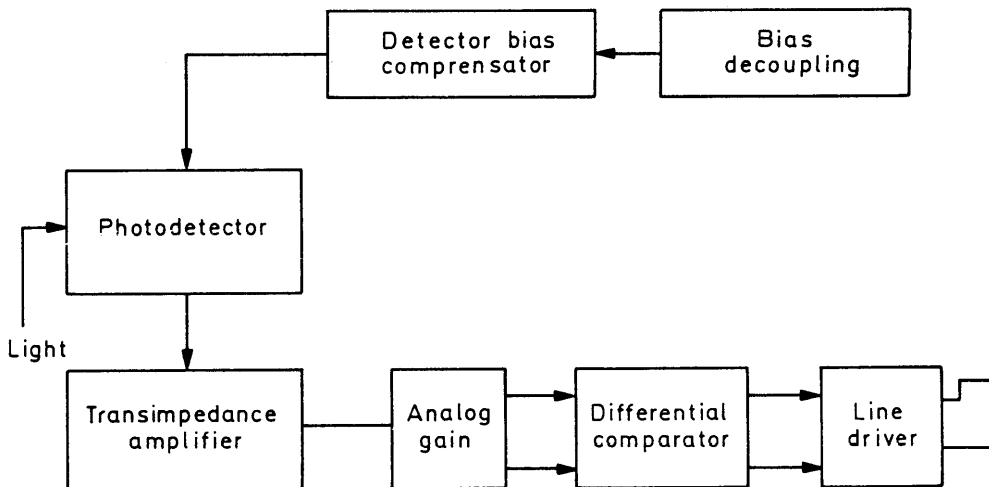 Detector bias
comprensator
Bias
decoupling
Photodetector
Light
Transimpedance
amplifier
Analog
gain
Differential
comparator
Line
driver